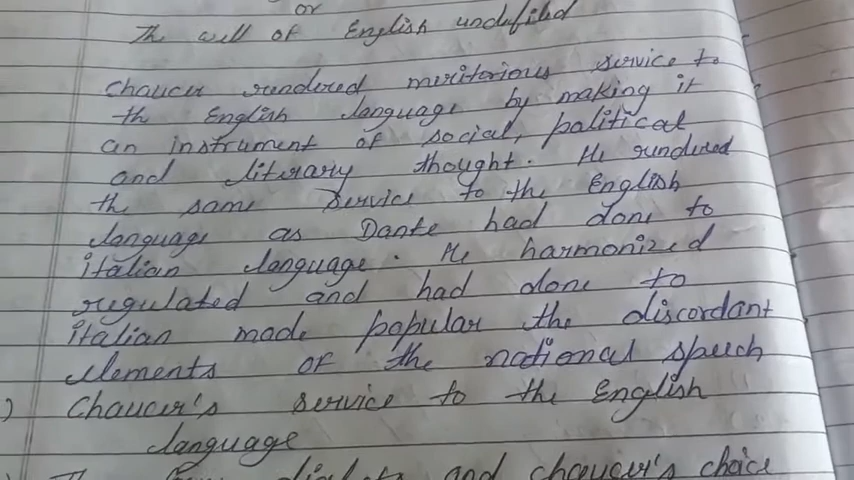 or
The well of English undefiled
Chaucer rendered meritorious service to
the English language by making it
an instrument of social, political
and literary thought. He rendered
the same service to the English
language as Dante had done to
italian language. He harmonized
regulated and had done to
italian made popular the discordant
elements of the national speech
) Chaucer's service to the English
language
and chaucer's choice